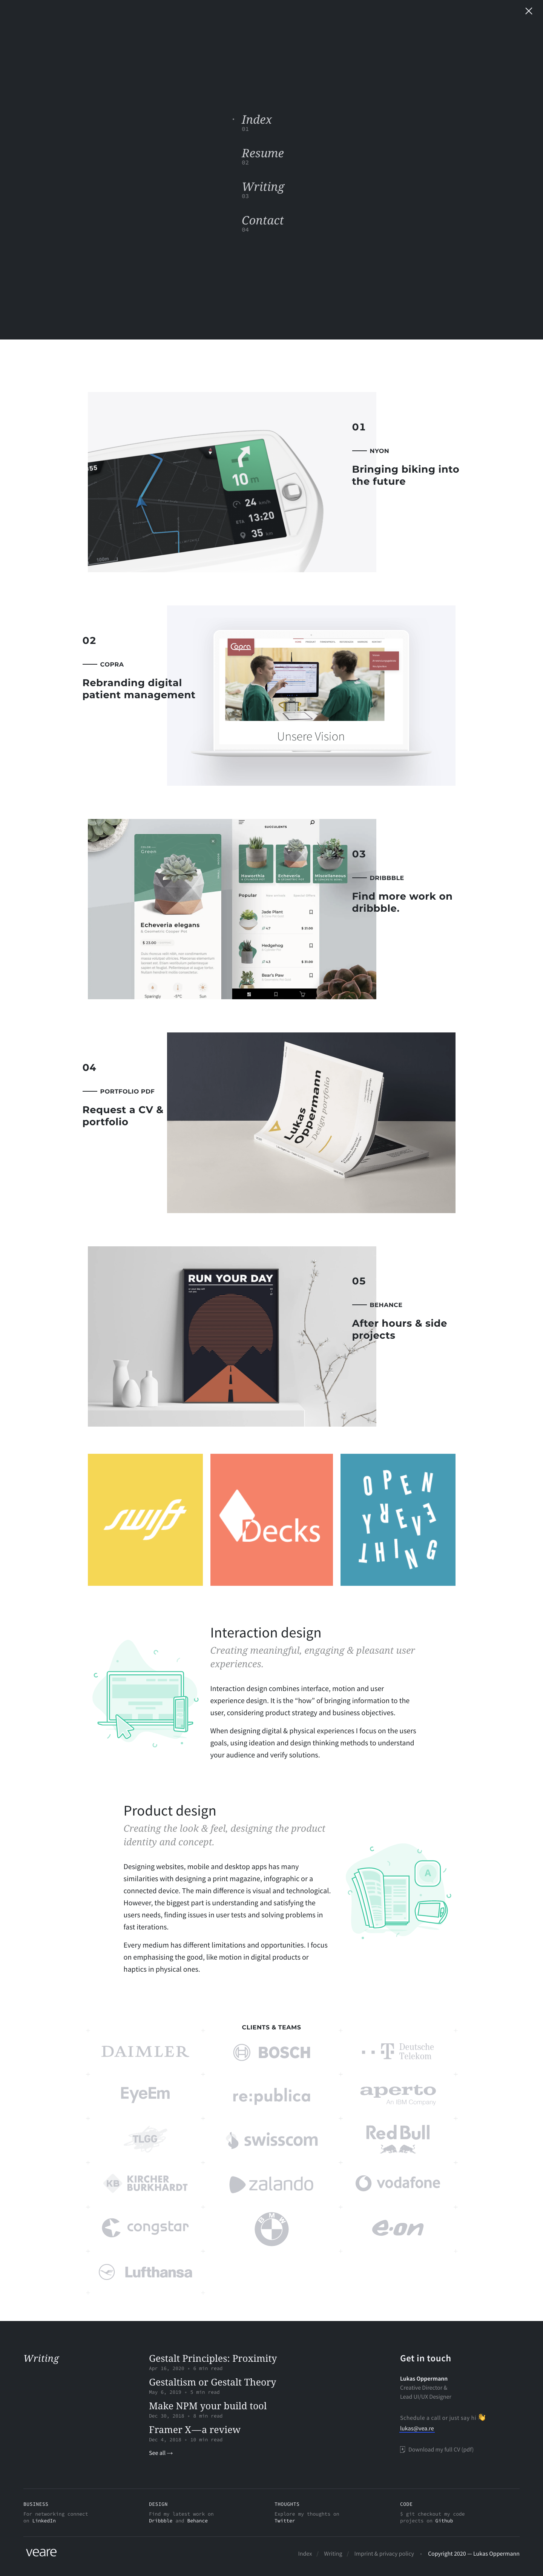 Index
01
Resume
02
Writing
03
Contact
04
01
NYON
Bringing biking into
the future
10 m
24 km/h
ETA 13:20
35 km
02
COPRA
Rebranding digital
patient management
Copra
Unsere Vision
SUCCULENTS
Green
Haworthia
Echeveria
Miscellaneous
Popular
Echeveria elegans
$ 23.00
Jade Plant
4.7
$ 21.00
Hedgehog
$ 31.00
Bear's Paw
Sparingly
-5°C
Sun
03
DRIBBBLE
Find more work on
dribbble.
04
PORTFOLIO PDF
Request a CV &
portfolio
Lukas
Oppermann
Design portfolio
RUN YOUR DAY
05
BEHANCE
After hours & side
projects
swift
Decks
OPEN
EVERY
THING
Interaction design
Creating meaningful, engaging & pleasant user
experiences.
Interaction design combines interface, motion and user
experience design. It is the “how” of bringing information to the
user, considering product strategy and business objectives.
When designing digital & physical experiences I focus on the users
goals, using ideation and design thinking methods to understand
your audience and verify solutions.
Product design
Creating the look & feel, designing the product
identity and concept.
Designing websites, mobile and desktop apps has many
similarities with designing a print magazine, infographic or a
connected device. The main difference is visual and technological.
However, the biggest part is understanding and satisfying the
users needs, finding issues in user tests and solving problems in
fast iterations.
Every medium has different limitations and opportunities. I focus
on emphasising the good, like motion in digital products or
haptics in physical ones.
A
CLIENTS & TEAMS
DAIMLER
BOSCH
Deutsche
Telekom
EyeEm
re:publica
aperto
An IBM Company
TLGG
swisscom
Red Bull
KB KIRCHER
BURKHARDT
zalando
vodafone
congstar
BMW
e·on
Lufthansa
Writing
Gestalt Principles: Proximity
Apr 16, 2020 – 6 min read
Gestaltism or Gestalt Theory
May 6, 2019 – 5 min read
Make NPM your build tool
Dec 30, 2018 – 8 min read
Framer X—a review
Dec 4, 2018 – 10 min read
See all →
Get in touch
Lukas Oppermann
Creative Director &
Lead UI/UX Designer
Schedule a call or just say hi 👋
lukas@vea.re
Download my full CV (pdf)
BUSINESS
For networking connect
on LinkedIn
DESIGN
Find my latest work on
Dribbble and Behance
THOUGHTS
Explore my thoughts on
Twitter
CODE
$ git checkout my code
projects on Github
veare
Index / Writing / Imprint & privacy policy – Copyright 2020 — Lukas Oppermann